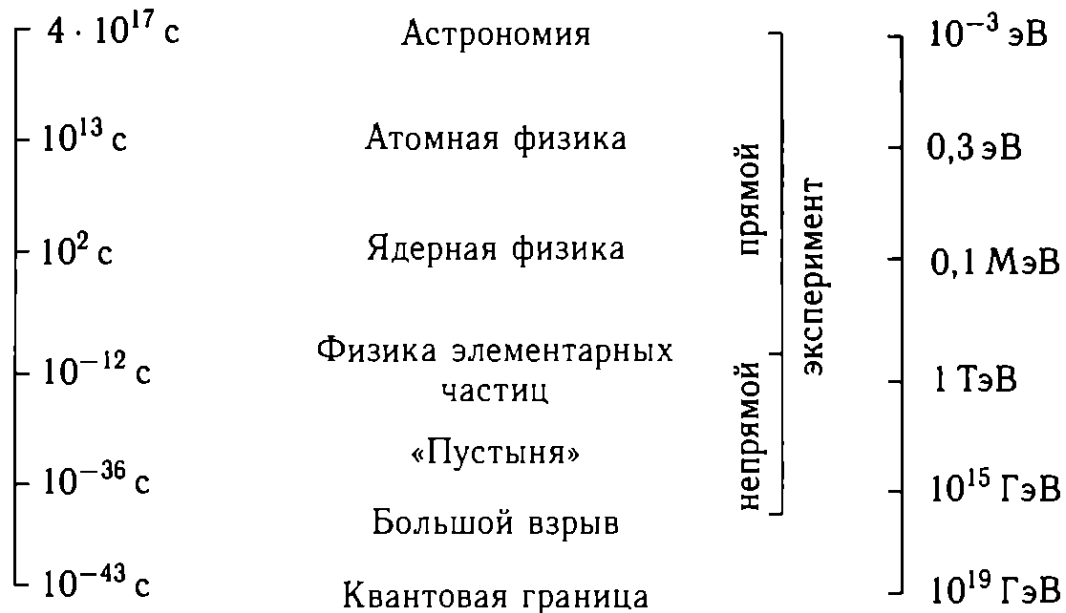 4 · 10¹⁷ с Астрономия 10⁻³ эВ
10¹³ с Атомная физика 0,3 эВ
прямой
эксперимент
10² с Ядерная физика 0,1 МэВ
Физика элементарных
10⁻¹² с частиц 1 ТэВ
непрямой
«Пустыня»
10⁻³⁶ с 10¹⁵ ГэВ
Большой взрыв
10⁻⁴³ с Квантовая граница 10¹⁹ ГэВ